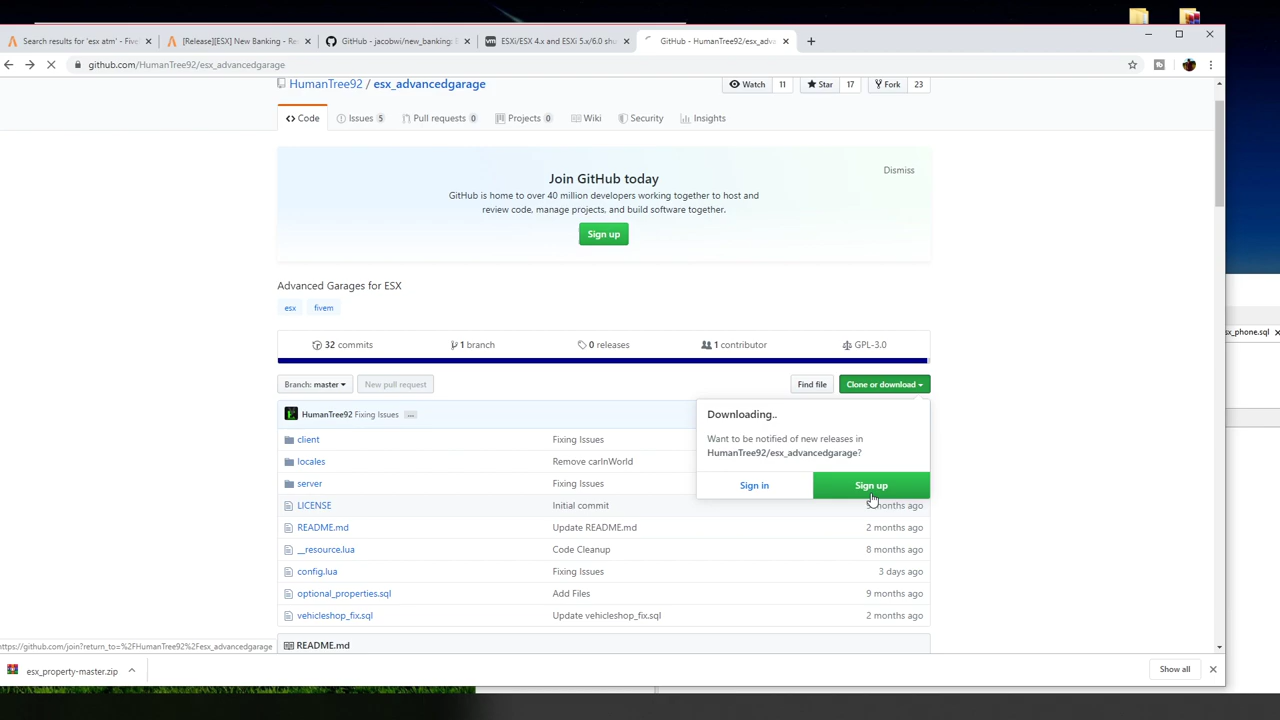 Search results for 'esx atm' - Five
[Release][ESX] New Banking - Re
GitHub - jacobwi/new_banking: E
ESXi/ESX 4.x and ESXi 5.x/6.0 shu
GitHub - HumanTree92/esx_adva
github.com/HumanTree92/esx_advancedgarage
HumanTree92 / esx_advancedgarage
Watch 11 Star 17 Fork 23
Code Issues 5 Pull requests 0 Projects 0 Wiki Security Insights
Join GitHub today
Dismiss
GitHub is home to over 40 million developers working together to host and
review code, manage projects, and build software together.
Sign up
Advanced Garages for ESX
esx fivem
32 commits 1 branch 0 releases 1 contributor GPL-3.0
Branch: master New pull request Find file Clone or download
HumanTree92 Fixing Issues ...
Downloading..
Want to be notified of new releases in
HumanTree92/esx_advancedgarage?
Sign in Sign up
client Fixing Issues
locales Remove carInWorld
server Fixing Issues
LICENSE Initial commit months ago
README.md Update README.md 2 months ago
__resource.lua Code Cleanup 8 months ago
config.lua Fixing Issues 3 days ago
optional_properties.sql Add Files 9 months ago
vehicleshop_fix.sql Update vehicleshop_fix.sql 2 months ago
README.md
https://github.com/join?return_to=%2FHumanTree92%2Fesx_advancedgarage
esx_property-master.zip
Show all
sx_phone.sql